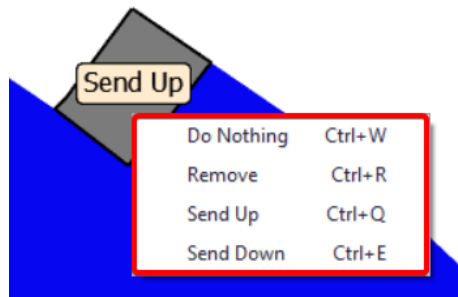 Send Up
Do Nothing Ctrl+W
Remove Ctrl+R
Send Up Ctrl+Q
Send Down Ctrl+E